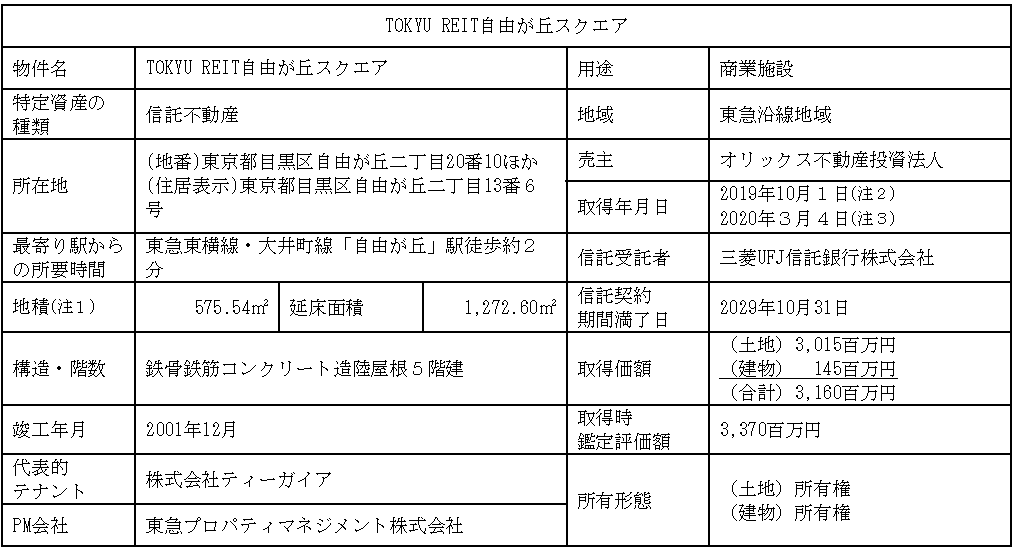 TOKYU REIT自由が丘スクエア
物件名
TOKYU REIT自由が丘スクエア
用途
商業施設
特定資産の
種類
信託不動産
地域
東急沿線地域
所在地
(地番)東京都目黒区自由が丘二丁目20番10ほか
(住居表示)東京都目黒区自由が丘二丁目13番６
号
売主
オリックス不動産投資法人
取得年月日
2019年10月１日(注２)
2020年３月４日(注３)
最寄り駅から
の所要時間
東急東横線・大井町線「自由が丘」駅徒歩約２
分
信託受託者
三菱UFJ信託銀行株式会社
地積(注１)
575.54㎡
延床面積
1,272.60㎡
信託契約
期間満了日
2029年10月31日
構造・階数
鉄骨鉄筋コンクリート造陸屋根５階建
取得価額
(土地) 3,015百万円
(建物) 145百万円
(合計) 3,160百万円
竣工年月
2001年12月
取得時
鑑定評価額
3,370百万円
代表的
テナント
株式会社ティーガイア
所有形態
(土地) 所有権
(建物) 所有権
PM会社
東急プロパティマネジメント株式会社